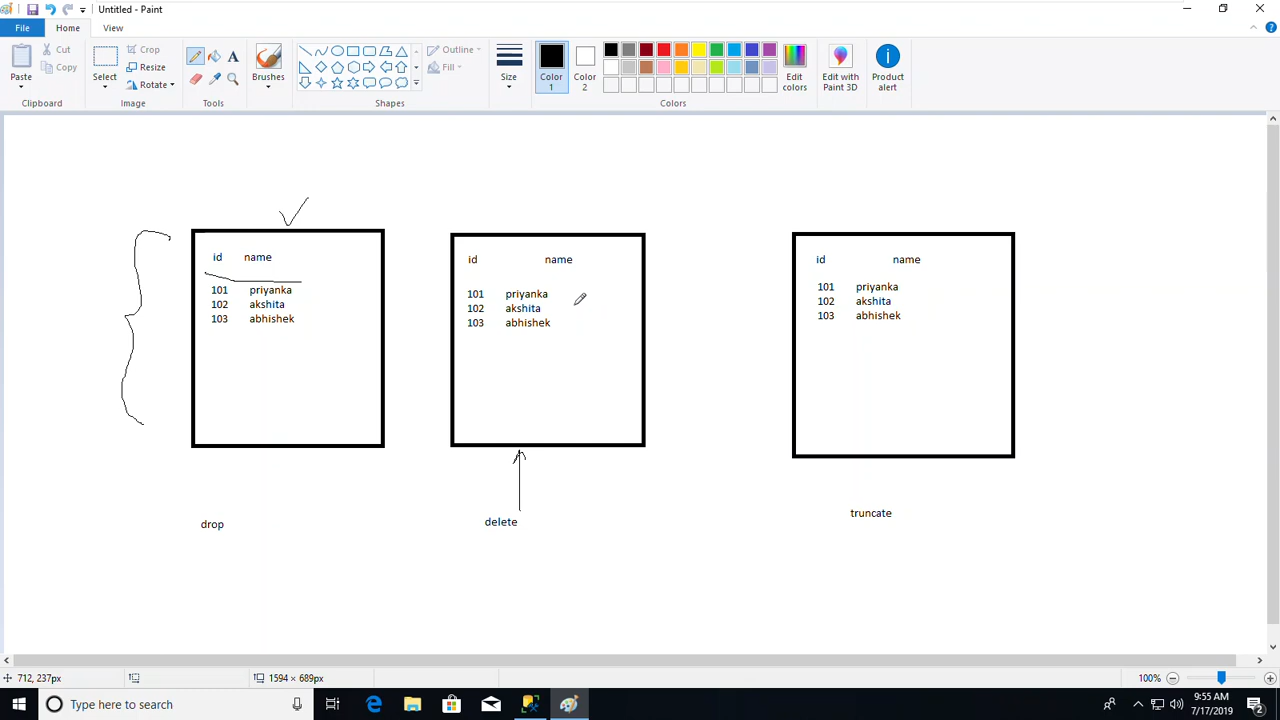 Untitled - Paint
File
Home
View
Paste
Cut
Copy
Clipboard
Select
Crop
Resize
Rotate
Image
Tools
Brushes
Shapes
Outline
Fill
Size
Color 1
Color 2
Colors
Edit colors
Edit with Paint 3D
Product alert
id name
101 priyanka
102 akshita
103 abhishek
drop
id name
101 priyanka
102 akshita
103 abhishek
delete
id name
101 priyanka
102 akshita
103 abhishek
truncate
712, 237px
1594 × 689px
100%
Type here to search
9:55 AM
7/17/2019
2